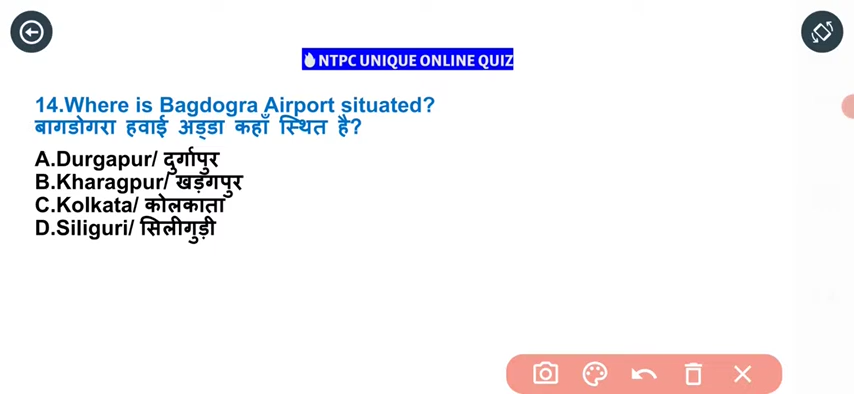 NTPC UNIQUE ONLINE QUIZ
14.Where is Bagdogra Airport situated?
बागडोगरा हवाई अड्डा कहाँ स्थित है?
A.Durgapur/ दुर्गापुर
B.Kharagpur/ खड़गपुर
C.Kolkata/ कोलकाता
D.Siliguri/ सिलीगुड़ी